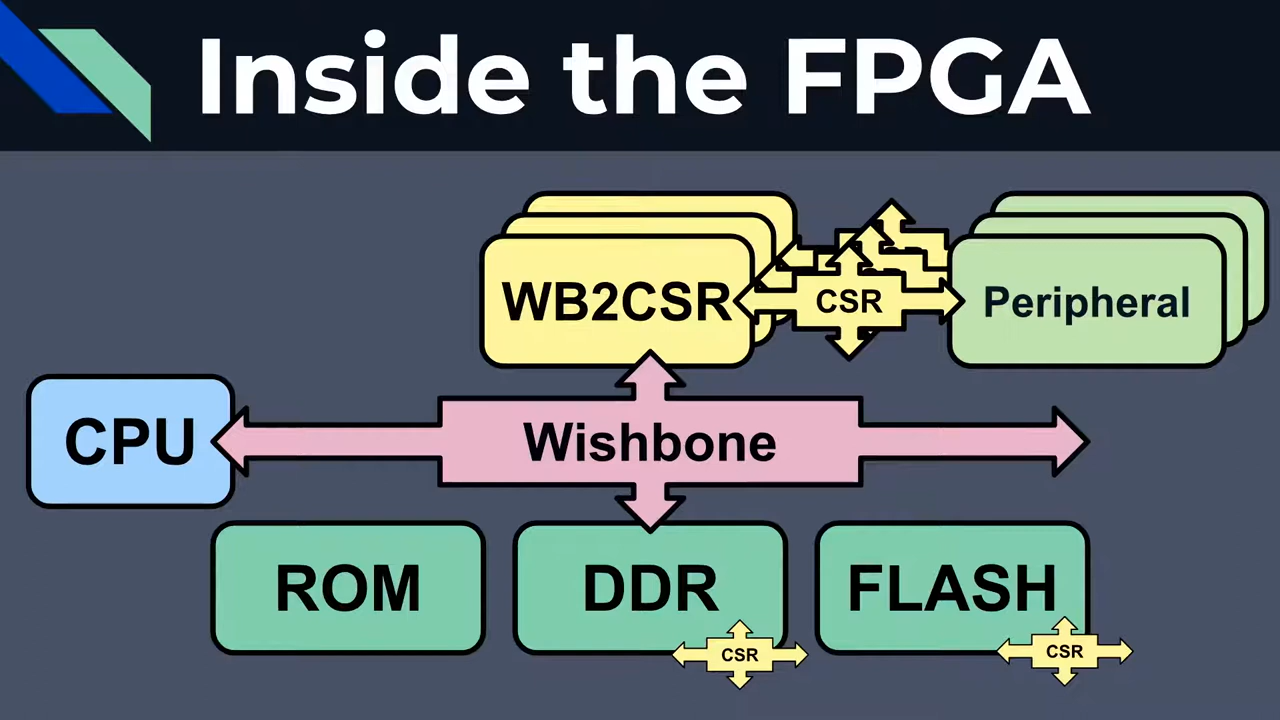 Inside the FPGA
WB2CSR
CSR
Peripheral
CPU
Wishbone
ROM
DDR
FLASH
CSR
CSR